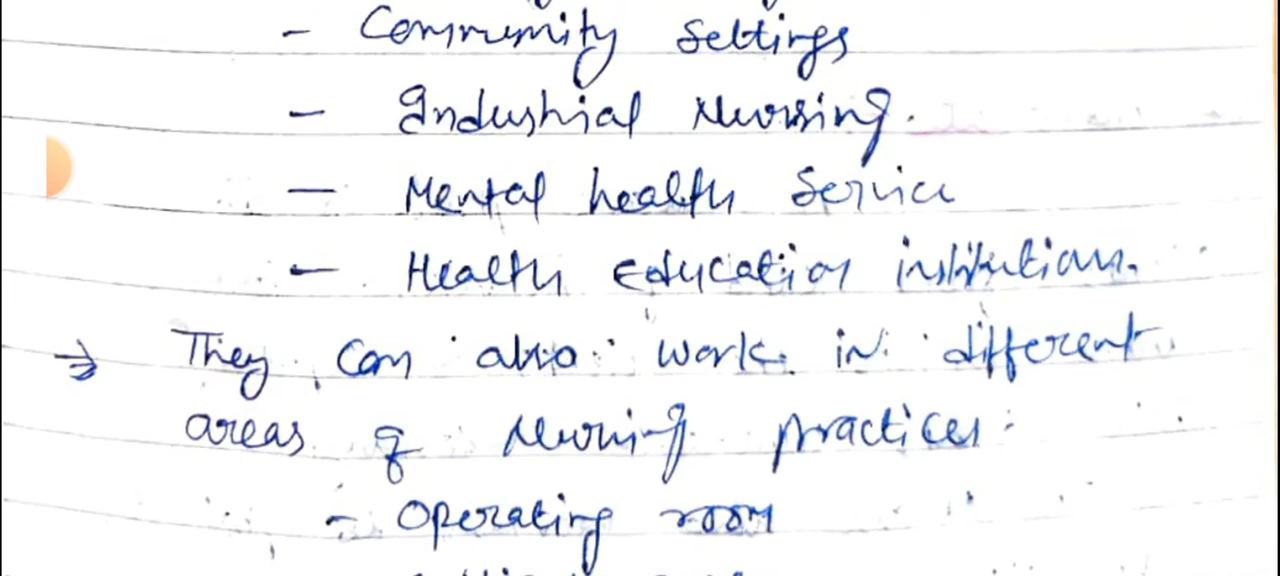 - Community Settings
- Industrial Nursing.
- Mental health Service
- Health Education institutions.
→ They can also work in different
areas of Nursing practices
- Operating room